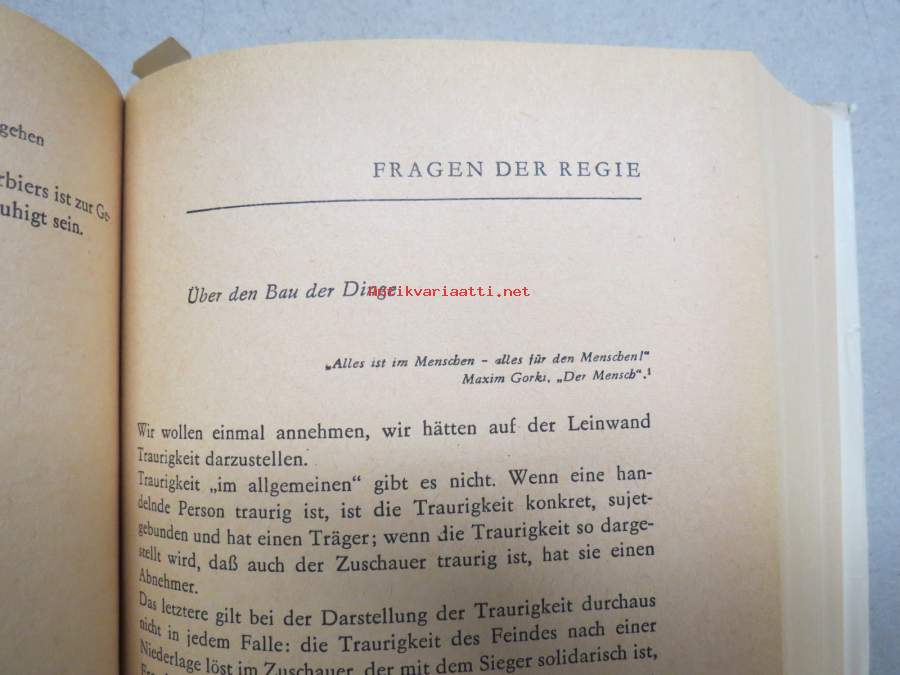 gehen
rbiers ist zur Ge-
uhigt sein.
FRAGEN DER REGIE
Über den Bau der Dinge
antikvariaatti.net
„Alles ist im Menschen – alles für den Menschen!“
Maxim Gorki, „Der Mensch“.¹
Wir wollen einmal annehmen, wir hätten auf der Leinwand
Traurigkeit darzustellen.
Traurigkeit „im allgemeinen“ gibt es nicht. Wenn eine han-
delnde Person traurig ist, ist die Traurigkeit konkret, sujet-
gebunden und hat einen Träger; wenn die Traurigkeit so darge-
stellt wird, daß auch der Zuschauer traurig ist, hat sie einen
Abnehmer.
Das letztere gilt bei der Darstellung der Traurigkeit durchaus
nicht in jedem Falle: die Traurigkeit des Feindes nach einer
Niederlage löst im Zuschauer, der mit dem Sieger solidarisch ist,